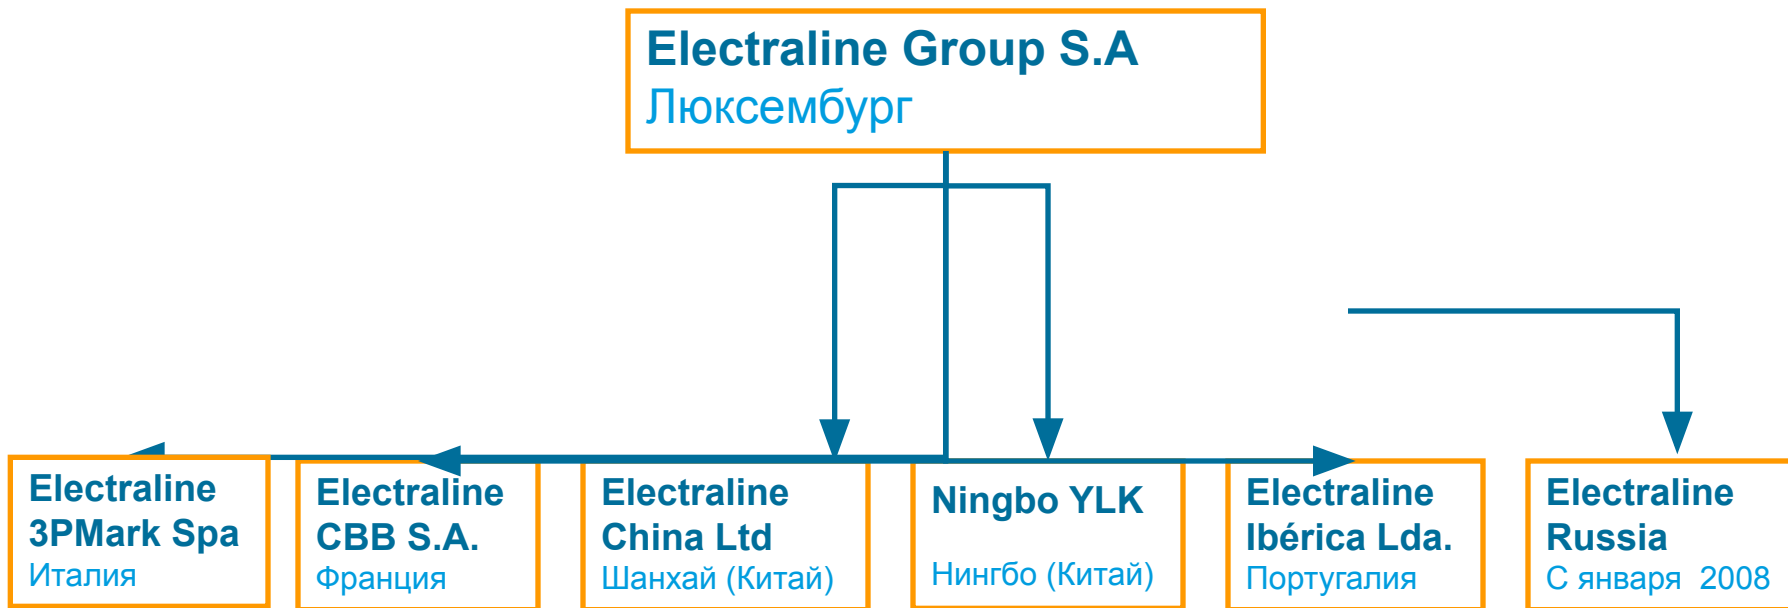 Electraline Group S.A
Люксембург
Electraline
3PMark Spa
Италия
Electraline
CBB S.A.
Франция
Electraline
China Ltd
Шанхай (Китай)
Ningbo YLK
Нингбо (Китай)
Electraline
Ibérica Lda.
Португалия
Electraline
Russia
С января 2008